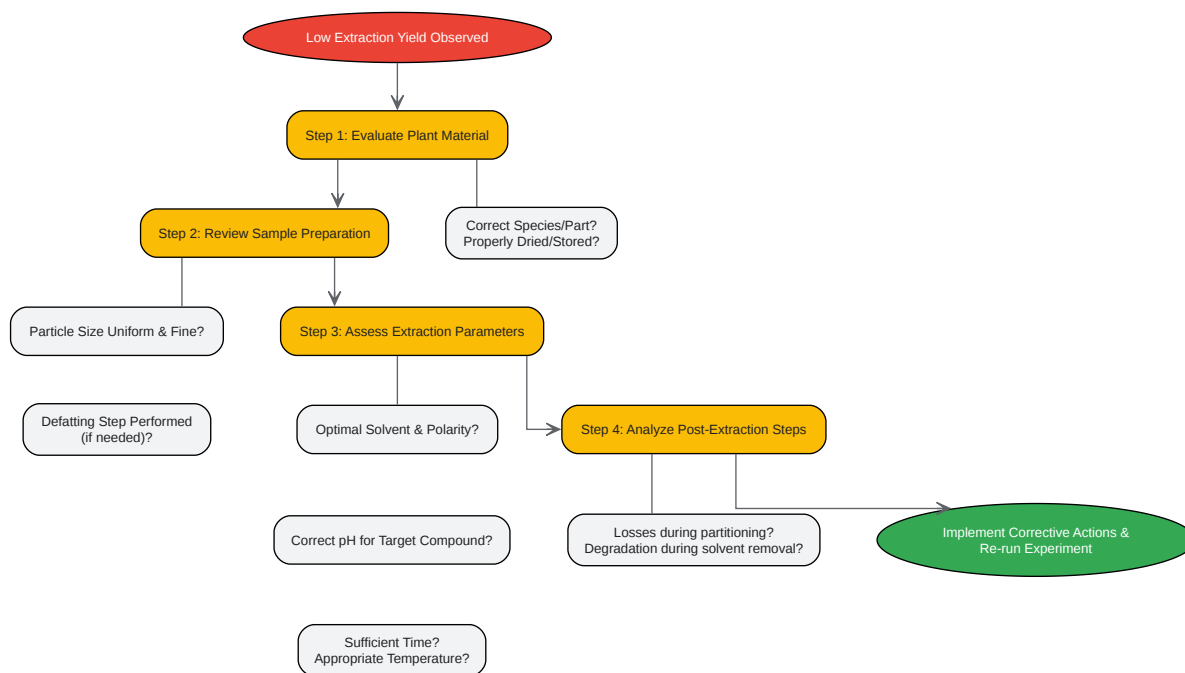 Low Extraction Yield Observed
Step 1: Evaluate Plant Material
Correct Species/Part?
Properly Dried/Stored?
Step 2: Review Sample Preparation
Particle Size Uniform & Fine?
Step 3: Assess Extraction Parameters
Defatting Step Performed
(if needed)?
Optimal Solvent & Polarity?
Step 4: Analyze Post-Extraction Steps
Correct pH for Target Compound?
Losses during partitioning?
Degradation during solvent removal?
Implement Corrective Actions &
Re-run Experiment
Sufficient Time?
Appropriate Temperature?